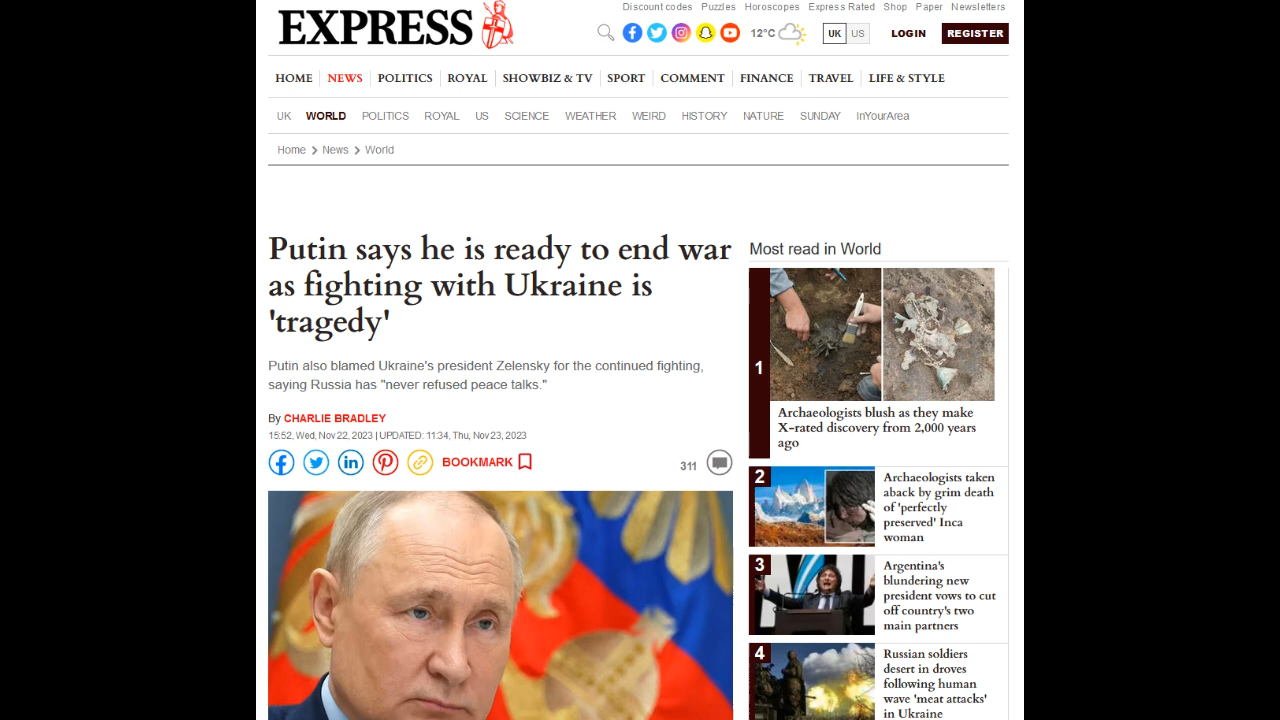 Discount codes Puzzles Horoscopes Express Rated Shop Paper Newsletters
EXPRESS
12°C UK US LOGIN REGISTER
HOME NEWS POLITICS ROYAL SHOWBIZ & TV SPORT COMMENT FINANCE TRAVEL LIFE & STYLE
UK WORLD POLITICS ROYAL US SCIENCE WEATHER WEIRD HISTORY NATURE SUNDAY InYourArea
Home News World
Putin says he is ready to end war
as fighting with Ukraine is
'tragedy'
Putin also blamed Ukraine's president Zelensky for the continued fighting,
saying Russia has "never refused peace talks."
By CHARLIE BRADLEY
15:52, Wed, Nov 22, 2023 | UPDATED: 11:34, Thu, Nov 23, 2023
BOOKMARK
311
Most read in World
1
Archaeologists blush as they make
X-rated discovery from 2,000 years
ago
2
Archaeologists taken
aback by grim death
of 'perfectly
preserved' Inca
woman
3
Argentina's
blundering new
president vows to cut
off country's two
main partners
4
Russian soldiers
desert in droves
following human
wave 'meat attacks'
in Ukraine